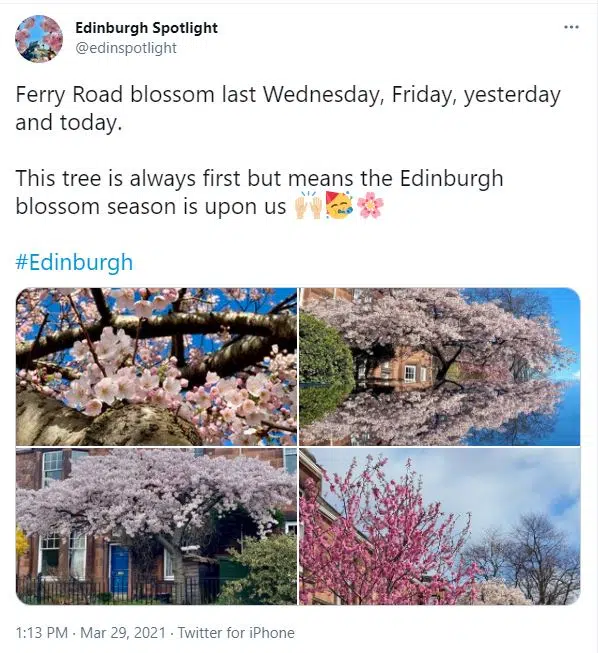 Edinburgh Spotlight
@edinspotlight
Ferry Road blossom last Wednesday, Friday, yesterday
and today.
This tree is always first but means the Edinburgh
blossom season is upon us 🙌🏼🥳🌸
#Edinburgh
1:13 PM · Mar 29, 2021 · Twitter for iPhone